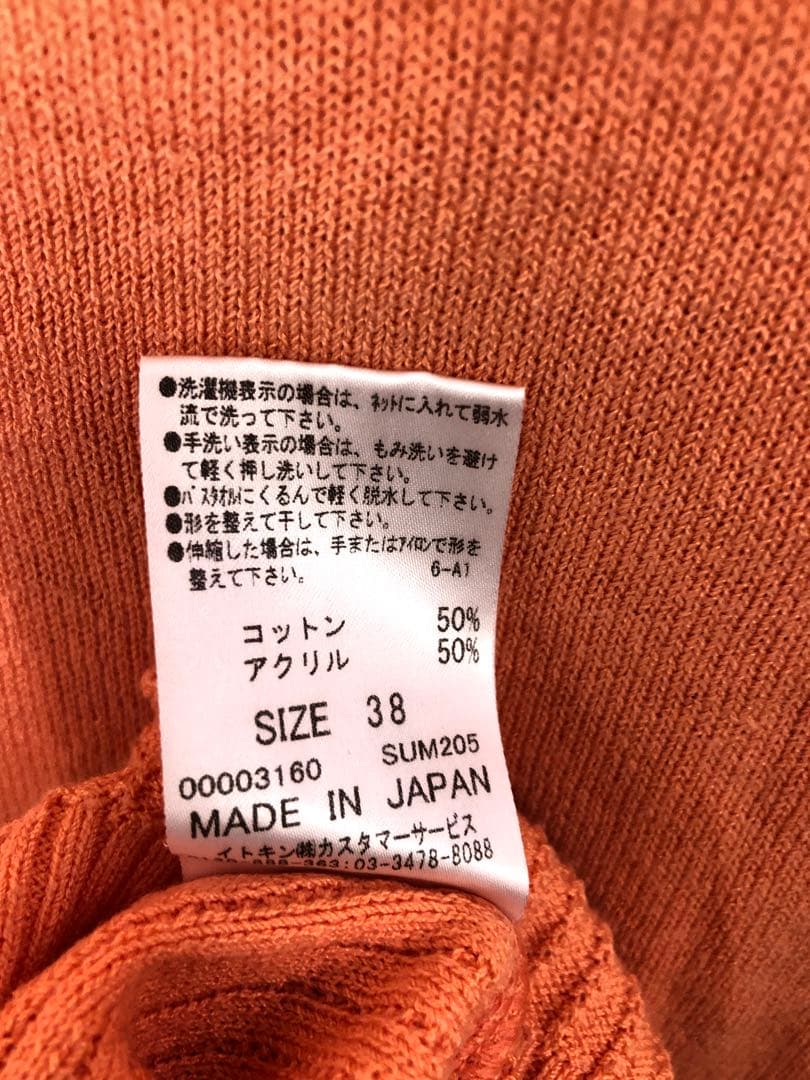 ●洗濯機表示の場合は、ネットに入れて弱水
流で洗って下さい。
●手洗い表示の場合は、もみ洗いを避け
て軽く押し洗いして下さい。
●バスタオルにくるんで軽く脱水して下さい。
●形を整えて干して下さい。
●伸縮した場合は、手またはアイロンで形を
整えて下さい。 6-A1
コットン 50%
アクリル 50%
SIZE 38
SUM205
00003160
MADE IN JAPAN
イトキン㈱カスタマーサービス
:03-3478-8088